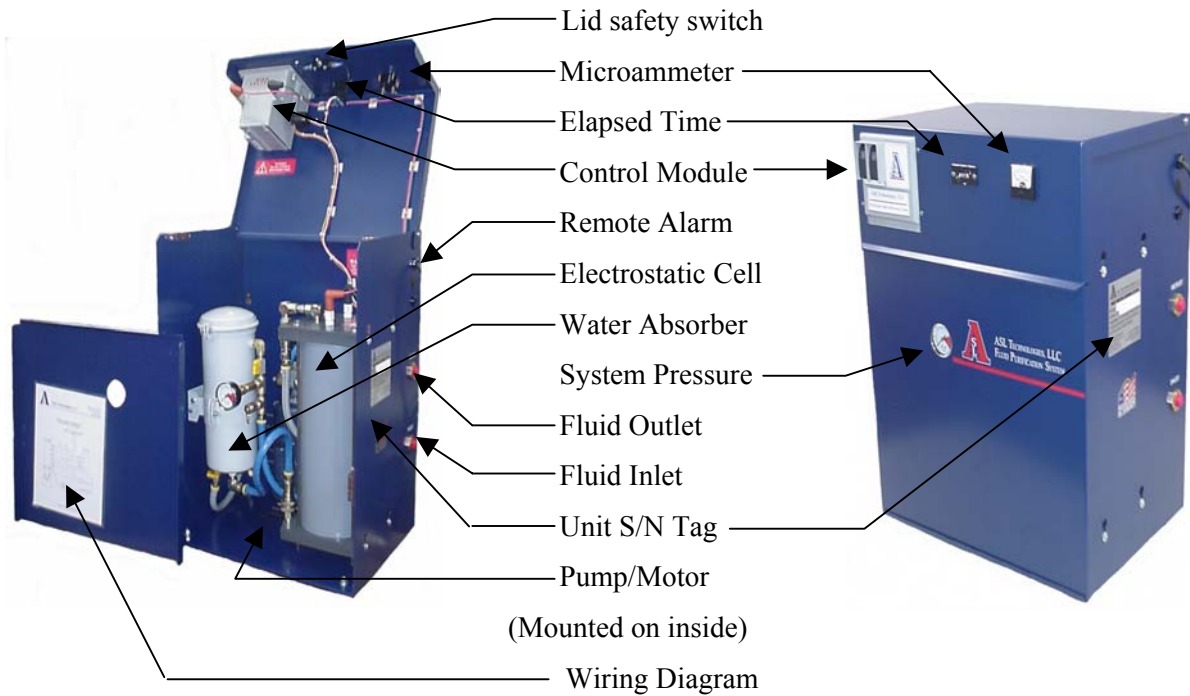 Lid safety switch
Microammeter
Elapsed Time
Control Module
Remote Alarm
Electrostatic Cell
Water Absorber
System Pressure
Fluid Outlet
Fluid Inlet
Unit S/N Tag
Pump/Motor
(Mounted on inside)
Wiring Diagram
A
S L
ASL TECHNOLOGIES, LLC
FLUID PURIFICATION SYSTEM